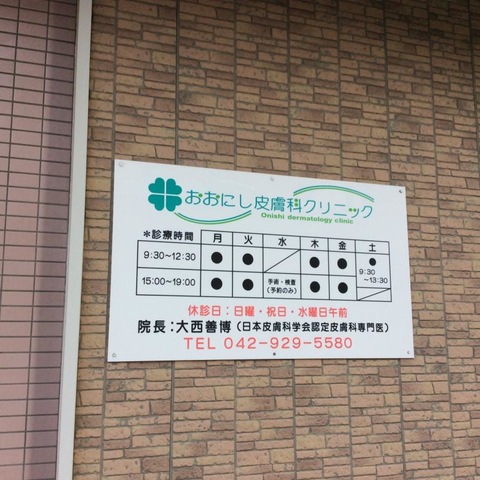 おおにし皮膚科クリニック
Onishi dermatology clinic
*診療時間 月 火 水 木 金 土
9:30~12:30 ● ● ／ ● ● ● 9:30~13:30
15:00~19:00 ● ● 手術・検査(予約のみ) ● ● ／
休診日:日曜・祝日・水曜日午前
院長:大西善博(日本皮膚科学会認定皮膚科専門医)
TEL 042-929-5580